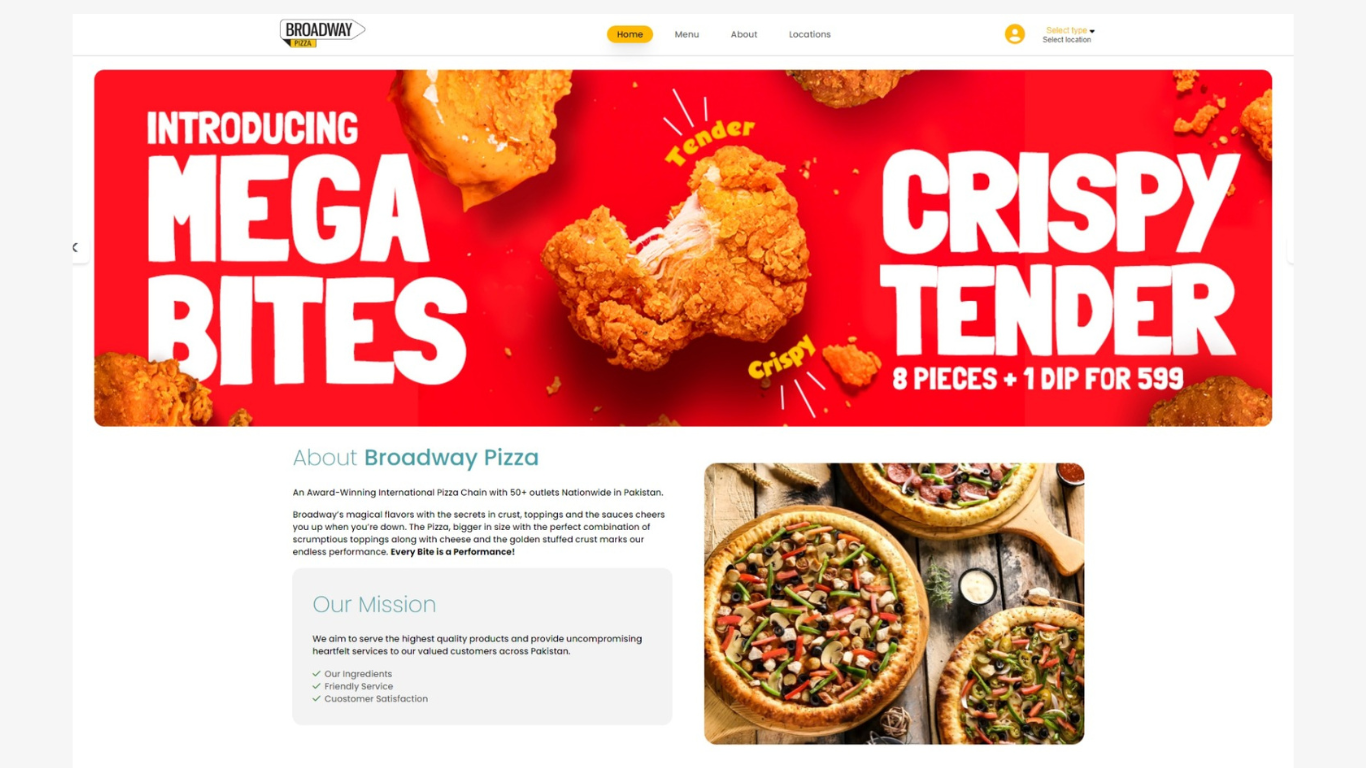 BROADWAY
PIZZA
Home
Menu
About
Locations
Select type
Select location
INTRODUCING
MEGA
BITES
Tender
Crispy
CRISPY
TENDER
8 PIECES + 1 DIP FOR 599
About Broadway Pizza
An Award-Winning International Pizza Chain with 50+ outlets Nationwide in Pakistan.
Broadway's magical flavors with the secrets in crust, toppings and the sauces cheers
you up when you're down. The Pizza, bigger in size with the perfect combination of
scrumptious toppings along with cheese and the golden stuffed crust marks our
endless performance. Every Bite is a Performance!
Our Mission
We aim to serve the highest quality products and provide uncompromising
heartfelt services to our valued customers across Pakistan.
Our Ingredients
Friendly Service
Cuostomer Satisfaction